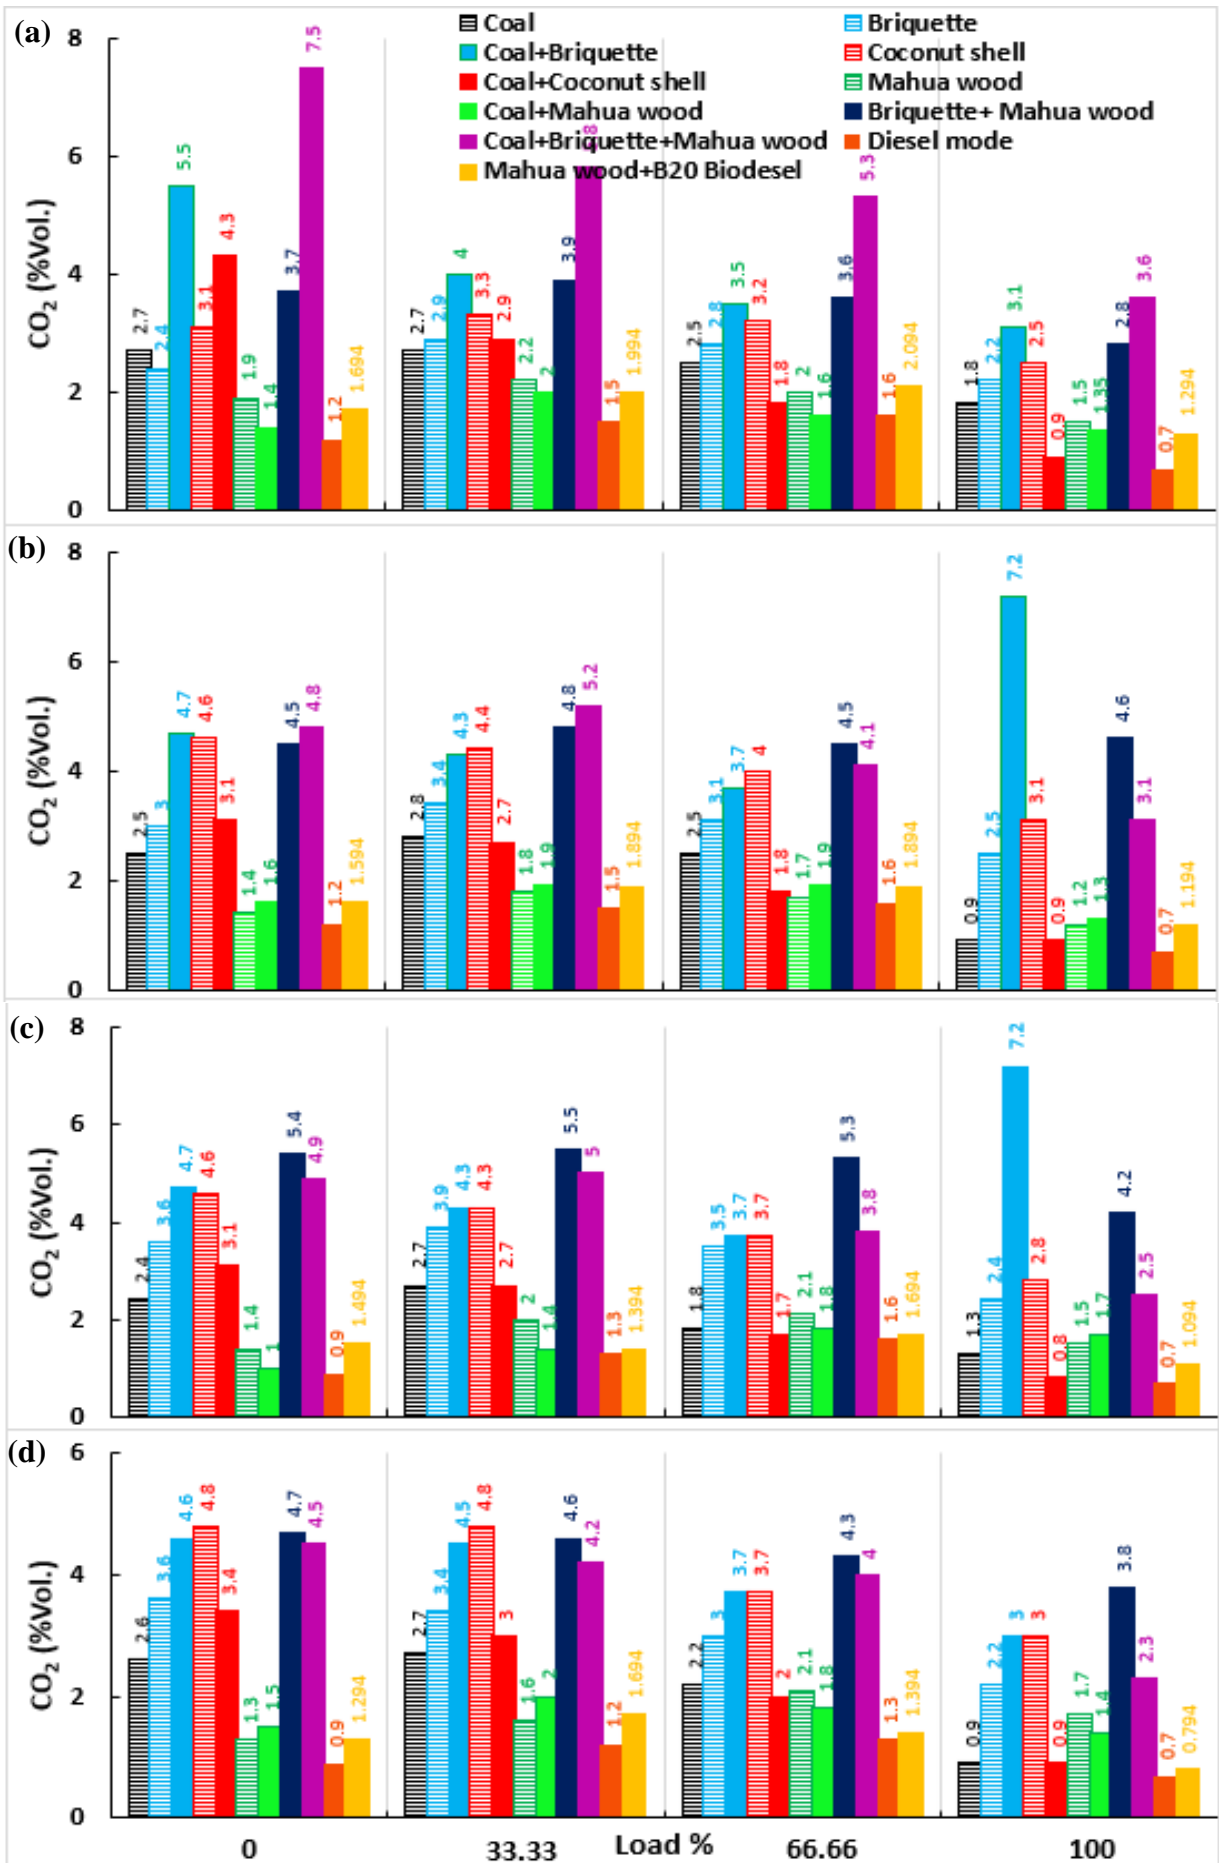 (a)
Coal
Briquette
Coal+Briquette
Coconut shell
Coal+Coconut shell
Mahua wood
Coal+Mahua wood
Briquette+ Mahua wood
Coal+Briquette+Mahua wood
Diesel mode
Mahua wood+B20 Biodesel
CO2 (%Vol.)
8
6
4
2
0
2.7 2.4 5.5 3.1 4.3 1.9 1.4 3.7 7.5 1.2 1.694
2.7 2.9 4 3.3 2.9 2.2 2 3.9 1.5 1.994
2.5 2.8 3.5 3.2 1.8 2 1.6 3.6 5.3 1.6 2.094
1.8 2.2 3.1 2.5 0.9 1.5 1.35 2.8 3.6 0.7 1.294
(b)
CO2 (%Vol.)
8
6
4
2
0
2.5 3 4.7 4.6 3.1 1.4 1.6 4.5 4.8 1.2 1.594
2.8 3.4 4.3 4.4 2.7 1.8 1.9 4.8 5.2 1.5 1.894
2.5 3.1 3.7 4 1.8 1.7 1.9 4.5 4.1 1.6 1.894
0.9 2.5 7.2 3.1 0.9 1.2 1.3 4.6 3.1 0.7 1.194
(c)
CO2 (%Vol.)
8
6
4
2
0
2.4 3.6 4.7 4.6 3.1 1.4 1 5.4 4.9 0.9 1.494
2.7 3.9 4.3 4.3 2.7 2 1.4 5.5 5 1.3 1.394
1.8 3.5 3.7 3.7 1.7 2.1 1.8 5.3 3.8 1.6 1.694
1.3 2.4 7.2 2.8 0.8 1.5 1.7 4.2 2.5 0.7 1.094
(d)
CO2 (%Vol.)
6
4
2
0
2.6 3.6 4.6 4.8 3.4 1.3 1.5 4.7 4.5 0.9 1.294
2.7 3.4 4.5 4.8 3 1.6 2 4.6 4.2 1.2 1.694
2.2 3 3.7 3.7 2 2.1 1.8 4.3 4 1.3 1.394
0.9 2.2 3 3 0.9 1.7 1.4 3.8 2.3 0.7 0.794
0 33.33 Load % 66.66 100